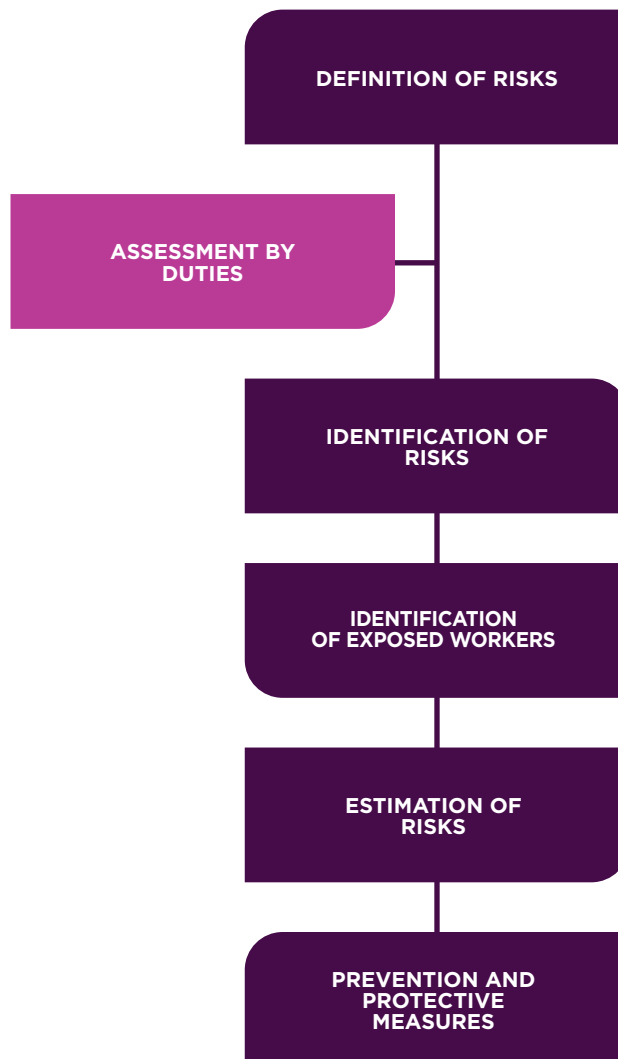 DEFINITION OF RISKS
ASSESSMENT BY
DUTIES
IDENTIFICATION OF
RISKS
IDENTIFICATION
OF EXPOSED WORKERS
ESTIMATION OF
RISKS
PREVENTION AND
PROTECTIVE
MEASURES